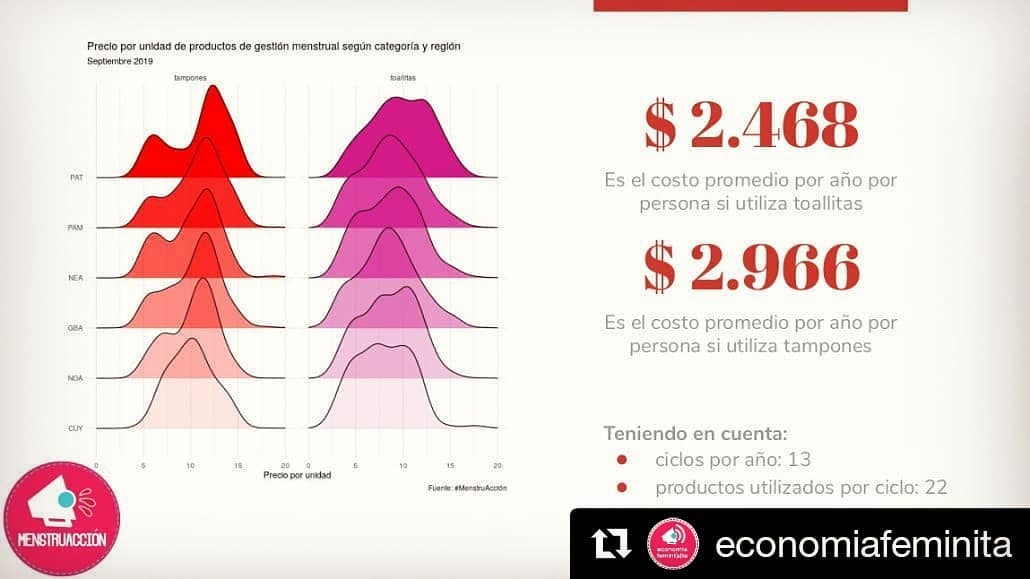 Precio por unidad de productos de gestión menstrual según categoría y región
Septiembre 2019
tampones
toallitas
PAT
PAM
NEA
GBA
NOA
CUY
0 5 10 15 20 0 5 10 15 20
Precio por unidad
Fuente: #MenstruAcción
$ 2.468
Es el costo promedio por año por
persona si utiliza toallitas
$ 2.966
Es el costo promedio por año por
persona si utiliza tampones
Teniendo en cuenta:
● ciclos por año: 13
● productos utilizados por ciclo: 22
MENSTRUACCIÓN
economiafeminita